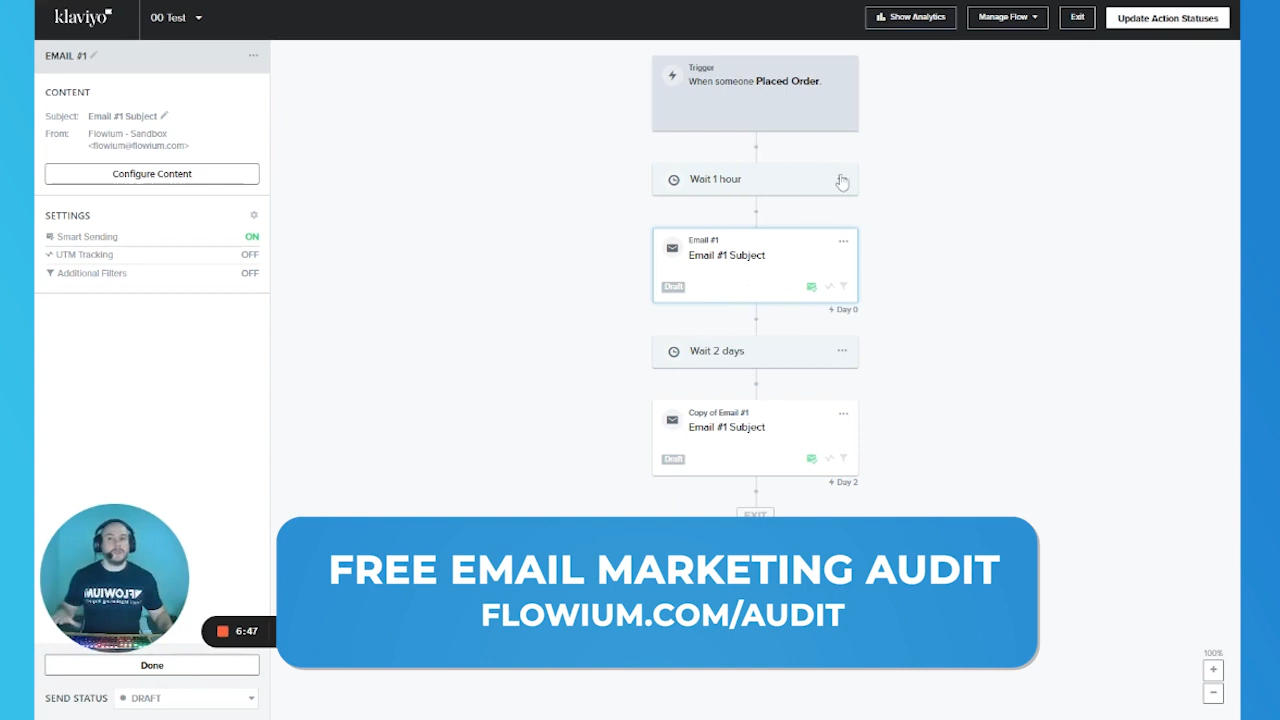 klaviyo
00 Test
Show Analytics
Manage Flow
Exit
Update Action Statuses
EMAIL #1
CONTENT
Subject: Email #1 Subject
From: Flowium - Sandbox
<flowium@flowium.com>
Configure Content
SETTINGS
Smart Sending ON
UTM Tracking OFF
Additional Filters OFF
Trigger
When someone Placed Order.
Wait 1 hour
Email #1
Email #1 Subject
Draft
Day 0
Wait 2 days
Copy of Email #1
Email #1 Subject
Draft
Day 2
EXIT
FREE EMAIL MARKETING AUDIT
FLOWIUM.COM/AUDIT
FLOWIUM
6:47
Done
SEND STATUS DRAFT
100%